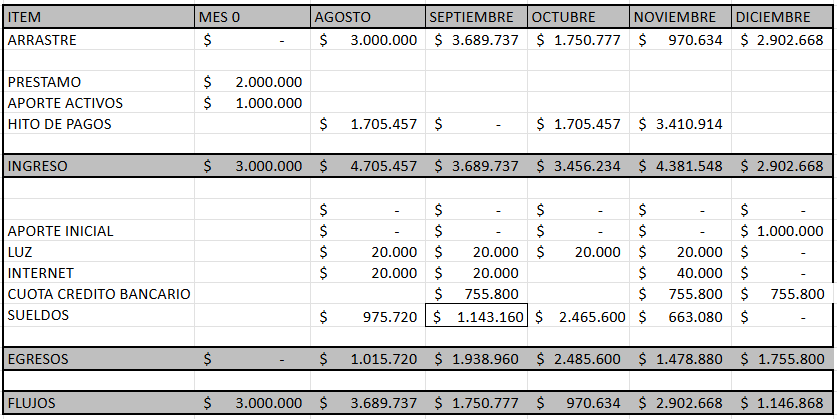 ITEM MES 0 AGOSTO SEPTIEMBRE OCTUBRE NOVIEMBRE DICIEMBRE
ARRASTRE $ - $ 3.000.000 $ 3.689.737 $ 1.750.777 $ 970.634 $ 2.902.668
PRESTAMO $ 2.000.000
APORTE ACTIVOS $ 1.000.000
HITO DE PAGOS $ 1.705.457 $ - $ 1.705.457 $ 3.410.914
INGRESO $ 3.000.000 $ 4.705.457 $ 3.689.737 $ 3.456.234 $ 4.381.548 $ 2.902.668
$ - $ - $ - $ - $ -
APORTE INICIAL $ - $ - $ - $ - $ 1.000.000
LUZ $ 20.000 $ 20.000 $ 20.000 $ 20.000 $ -
INTERNET $ 20.000 $ 20.000 $ 40.000 $ -
CUOTA CREDITO BANCARIO $ 755.800 $ 755.800 $ 755.800
SUELDOS $ 975.720 $ 1.143.160 $ 2.465.600 $ 663.080 $ -
EGRESOS $ - $ 1.015.720 $ 1.938.960 $ 2.485.600 $ 1.478.880 $ 1.755.800
FLUJOS $ 3.000.000 $ 3.689.737 $ 1.750.777 $ 970.634 $ 2.902.668 $ 1.146.868